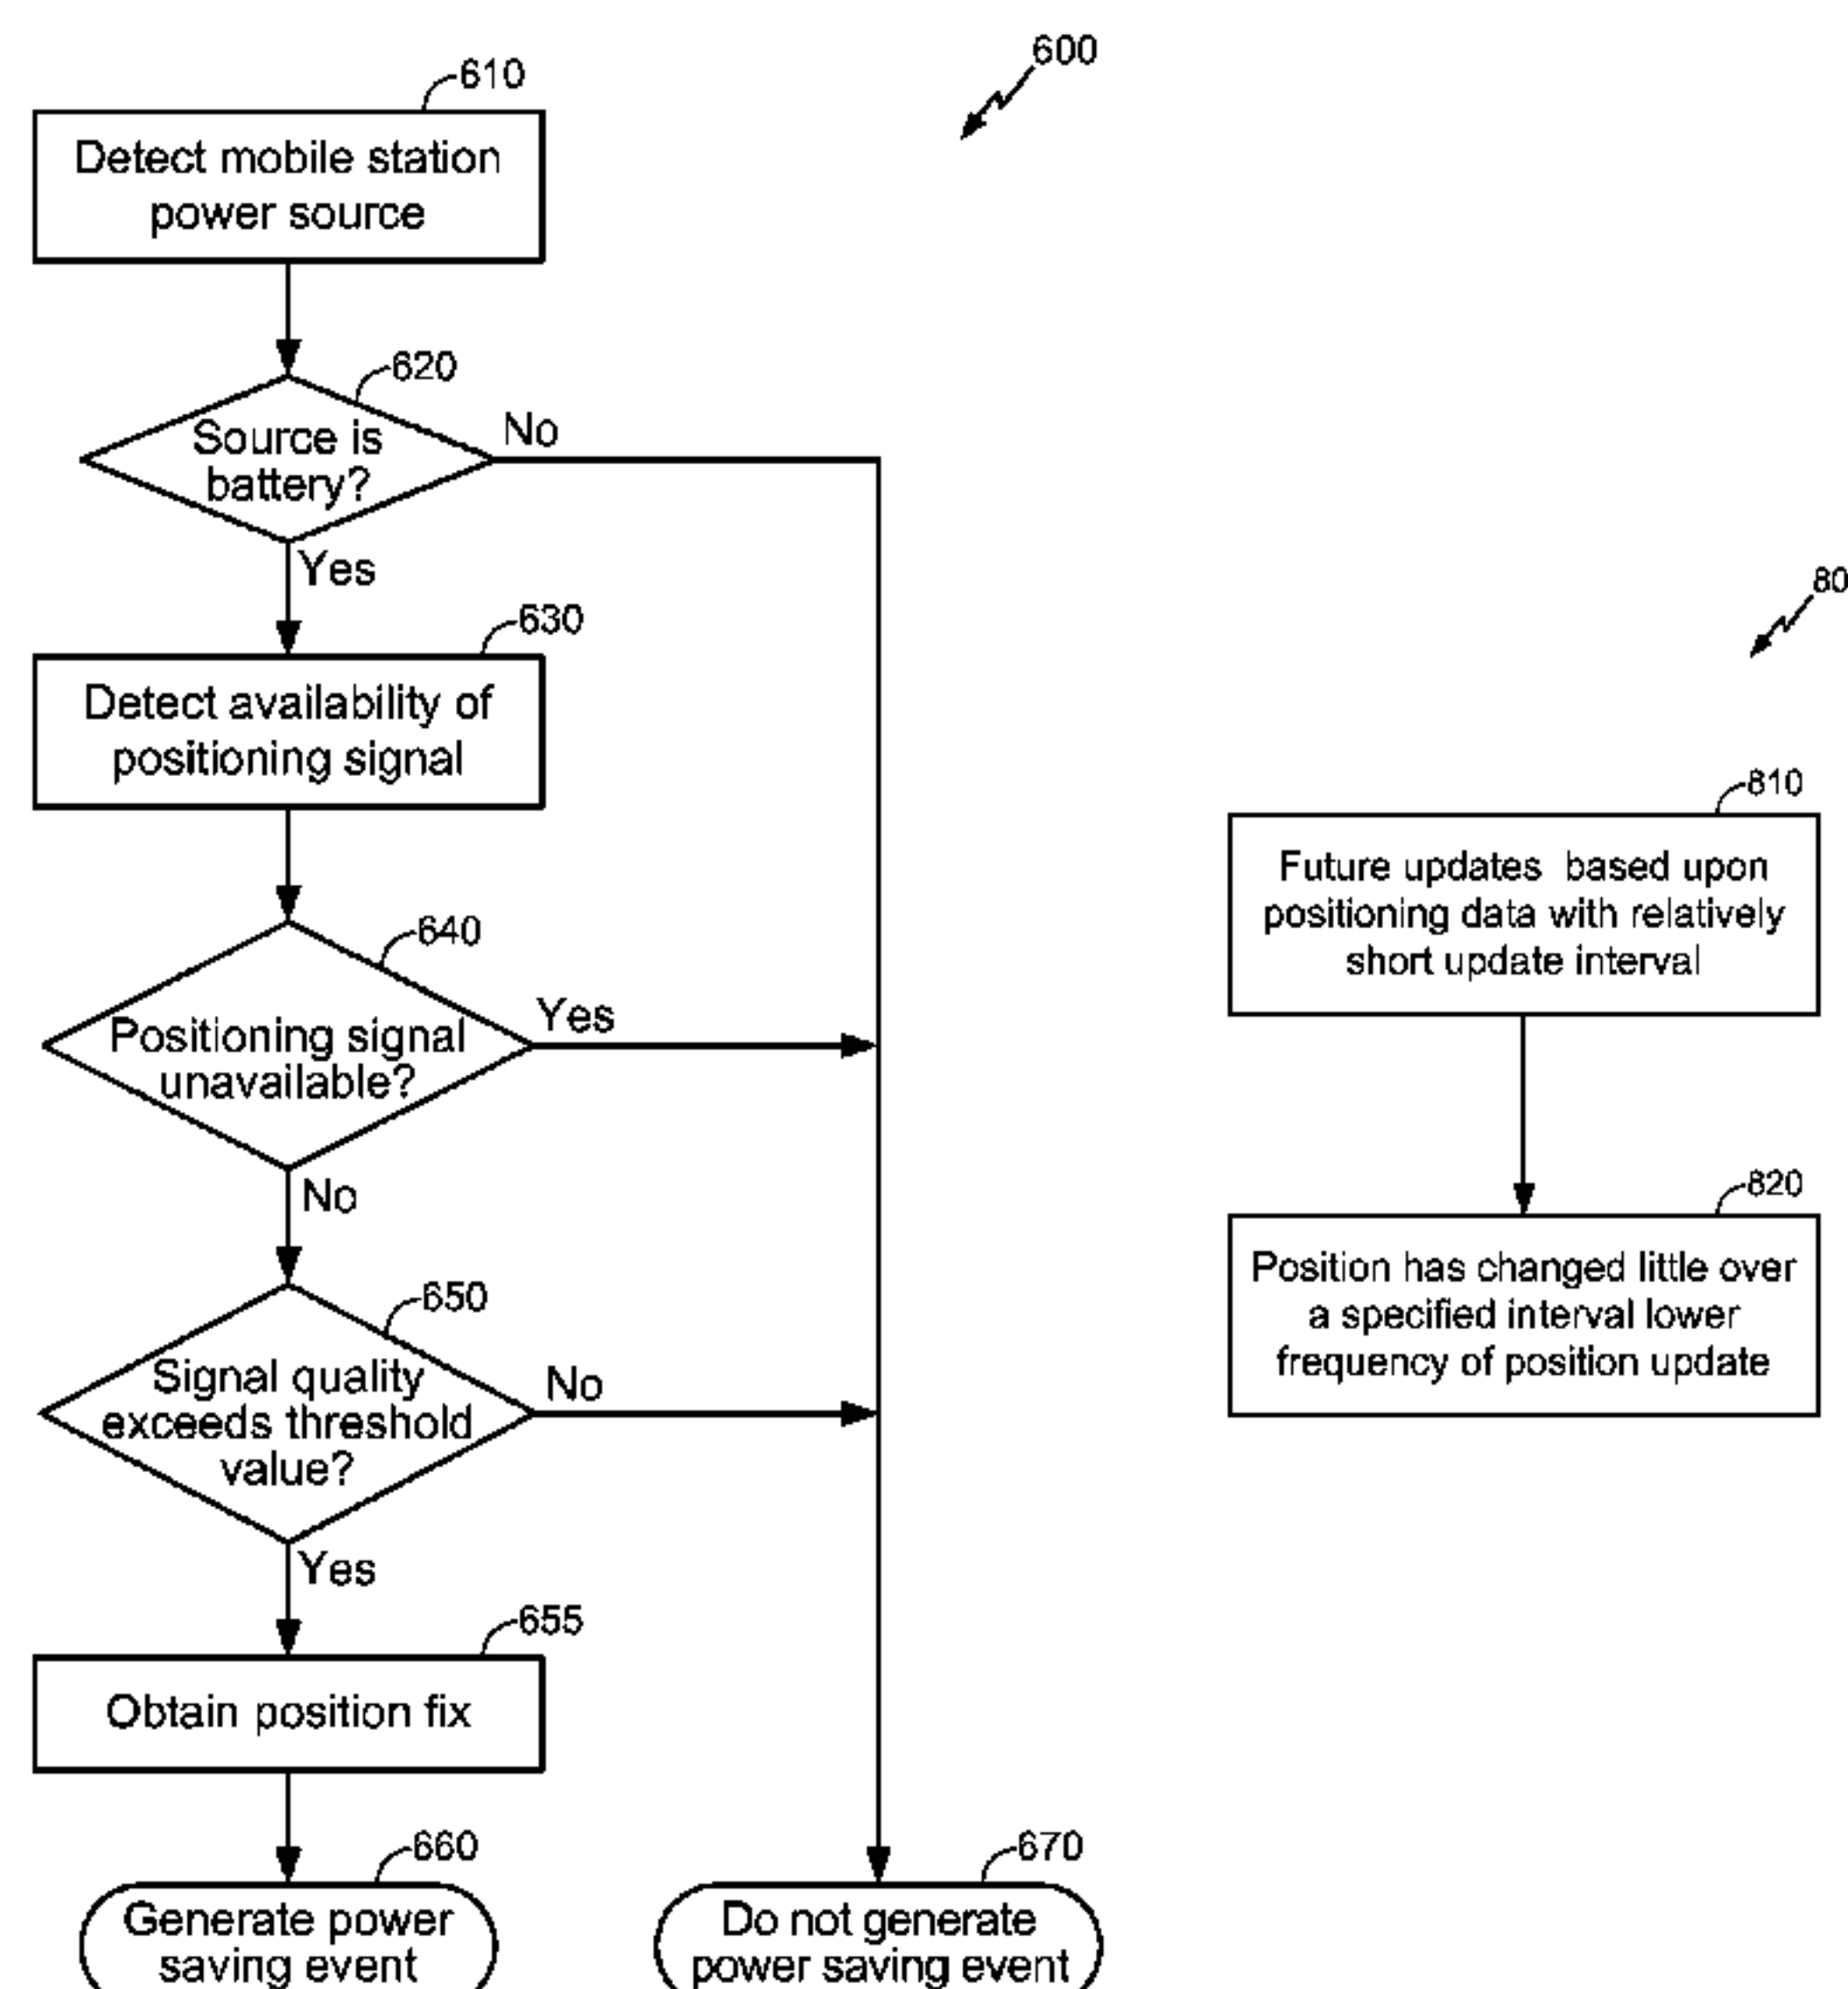 600
610
Detect mobile station
power source
620
Source is
battery?
No
Yes
630
Detect availability of
positioning signal
640
Positioning signal
unavailable?
Yes
No
650
Signal quality
exceeds threshold
value?
No
Yes
655
Obtain position fix
660
Generate power
saving event
670
Do not generate
power saving event
80
810
Future updates based upon
positioning data with relatively
short update interval
820
Position has changed little over
a specified interval lower
frequency of position update